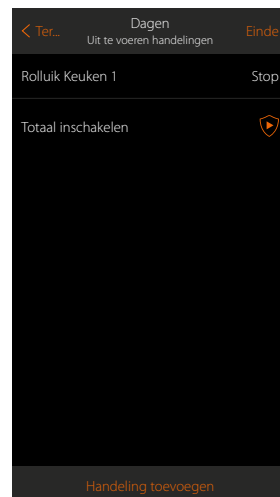 Ter...
Dagen
Uit te voeren handelingen
Einde
Rolluik Keuken 1
Stop
Totaal inschakelen
Handeling toevoegen